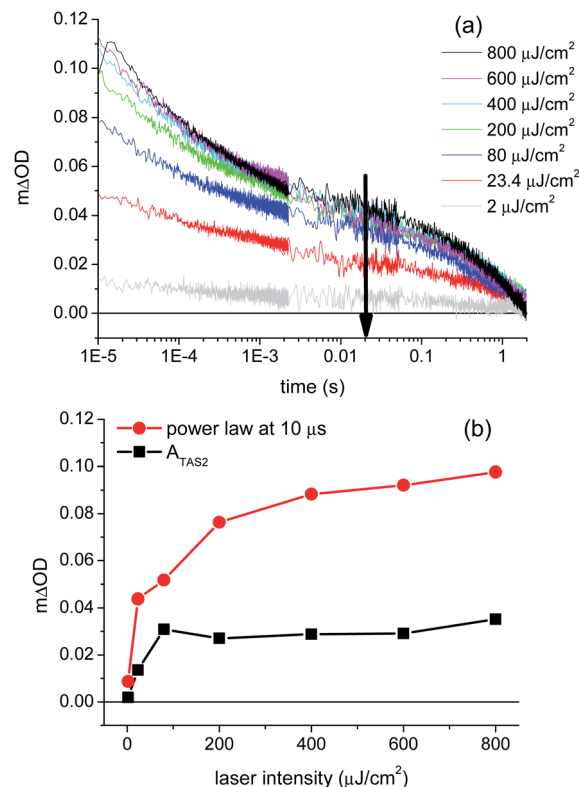 (a)
0.12
0.10
0.08
0.06
0.04
0.02
0.00
mΔOD
800 μJ/cm²
600 μJ/cm²
400 μJ/cm²
200 μJ/cm²
80 μJ/cm²
23.4 μJ/cm²
2 μJ/cm²
1E-5 1E-4 1E-3 0.01 0.1 1
time (s)
(b)
0.12
0.10
0.08
0.06
0.04
0.02
0.00
mΔOD
power law at 10 μs
A_TAS2
0 200 400 600 800
laser intensity (μJ/cm²)